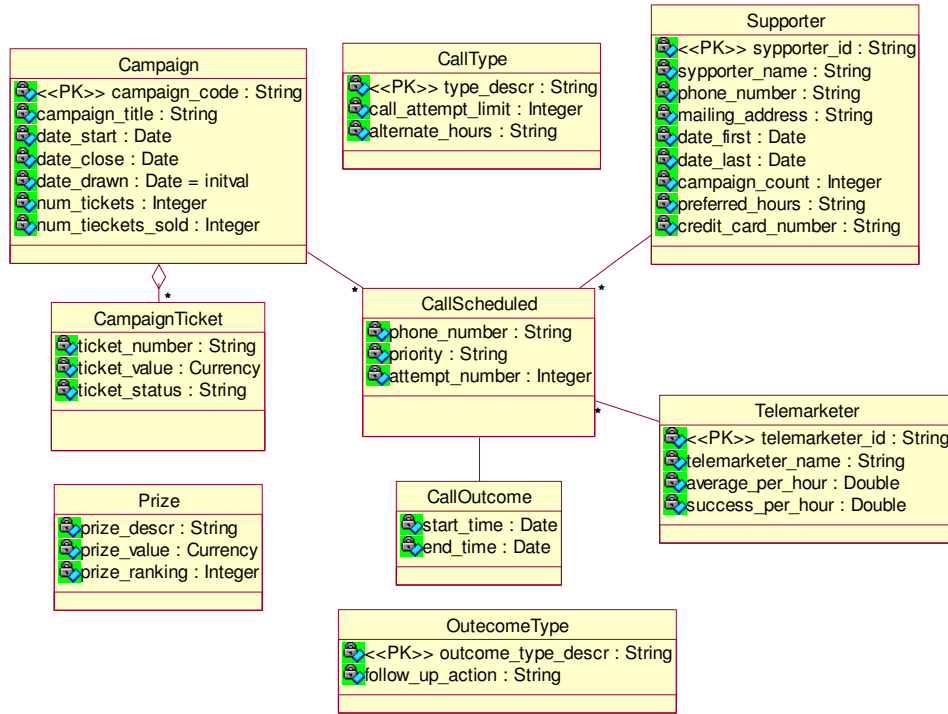 Campaign
<<PK>> campaign_code : String
campaign_title : String
date_start : Date
date_close : Date
date_drawn : Date = initval
num_tickets : Integer
num_tieckets_sold : Integer
CallType
<<PK>> type_descr : String
call_attempt_limit : Integer
alternate_hours : String
Supporter
<<PK>> sypporter_id : String
sypporter_name : String
phone_number : String
mailing_address : String
date_first : Date
date_last : Date
campaign_count : Integer
preferred_hours : String
credit_card_number : String
*
*
*
CampaignTicket
ticket_number : String
ticket_value : Currency
ticket_status : String
CallScheduled
phone_number : String
priority : String
attempt_number : Integer
*
Telemarketer
<<PK>> telemarketer_id : String
telemarketer_name : String
average_per_hour : Double
success_per_hour : Double
Prize
prize_descr : String
prize_value : Currency
prize_ranking : Integer
CallOutcome
start_time : Date
end_time : Date
OutecomeType
<<PK>> outcome_type_descr : String
follow_up_action : String